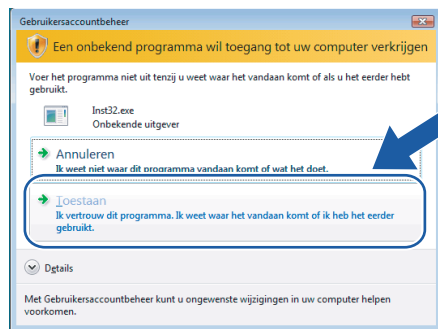 Gebruikersaccountbeheer
Een onbekend programma wil toegang tot uw computer verkrijgen
Voer het programma niet uit tenzij u weet waar het vandaan komt of als u het eerder hebt
gebruikt.
Inst32.exe
Onbekende uitgever
Annuleren
Ik weet niet waar dit programma vandaan komt of wat het doet.
Toestaan
Ik vertrouw dit programma. Ik weet waar het vandaan komt of ik heb het eerder
gebruikt.
Details
Met Gebruikersaccountbeheer kunt u ongewenste wijzigingen in uw computer helpen
voorkomen.